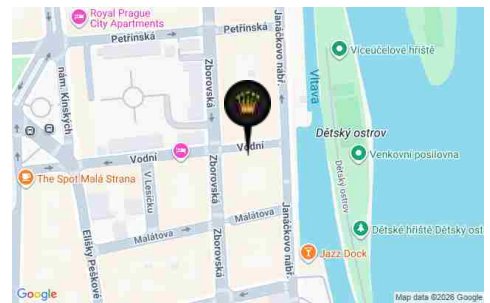 Royal Prague
City Apartments
Petřínská
Petřínská
Janáčkovo nábř.
Víceúčelové hřiště
nám. Kinských
Zborovská
Vltava
Dětský ostrov
Vodní
Vodní
Venkovní posilovna
The Spot Malá Strana
V Lesíčku
Zborovská
Dětský ostrov
Malátova
Malátova
Elišky Peškové
Zborovská
Janáčkovo nábř.
Dětské hřiště Dětský ost
Jazz Dock
Google
Map data ©2026 Google